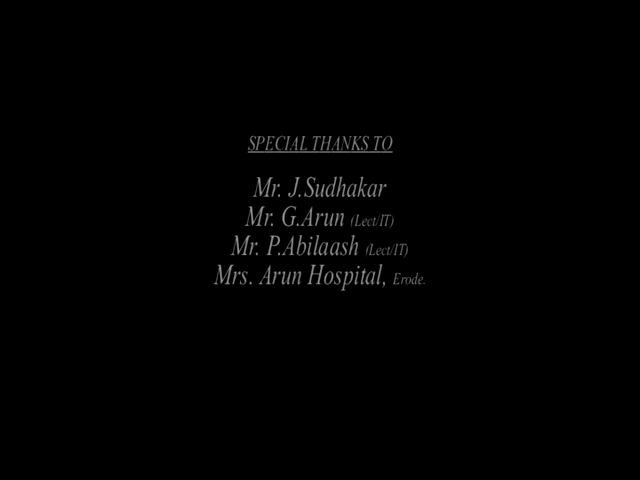 SPECIAL THANKS TO
Mr. J.Sudhakar
Mr. G.Arun (Lect/IT)
Mr. P.Abilaash (Lect/IT)
Mrs. Arun Hospital, Erode.